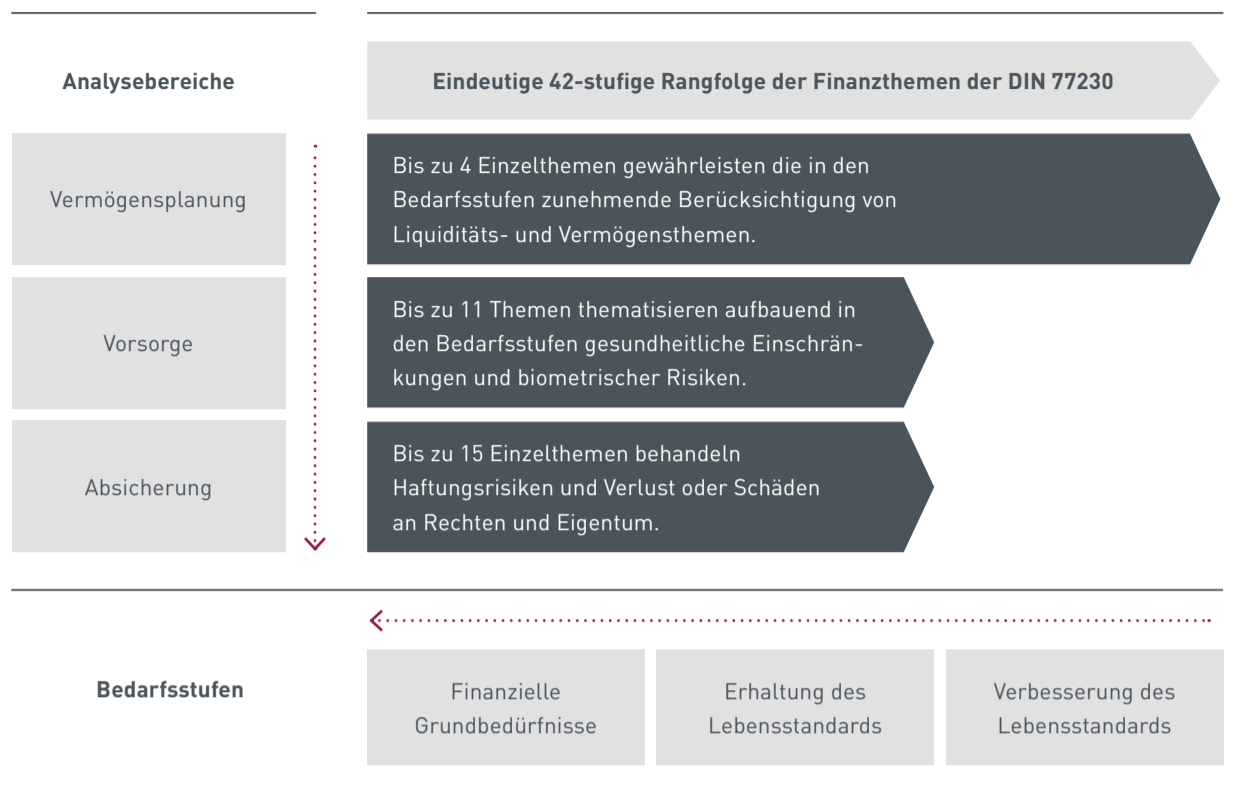 Analysebereiche
Eindeutige 42-stufige Rangfolge der Finanzthemen der DIN 77230
Vermögensplanung
Bis zu 4 Einzelthemen gewährleisten die in den
Bedarfsstufen zunehmende Berücksichtigung von
Liquiditäts- und Vermögensthemen.
Vorsorge
Bis zu 11 Themen thematisieren aufbauend in
den Bedarfsstufen gesundheitliche Einschrän-
kungen und biometrischer Risiken.
Absicherung
Bis zu 15 Einzelthemen behandeln
Haftungsrisiken und Verlust oder Schäden
an Rechten und Eigentum.
Bedarfsstufen
Finanzielle
Grundbedürfnisse
Erhaltung des
Lebensstandards
Verbesserung des
Lebensstandards